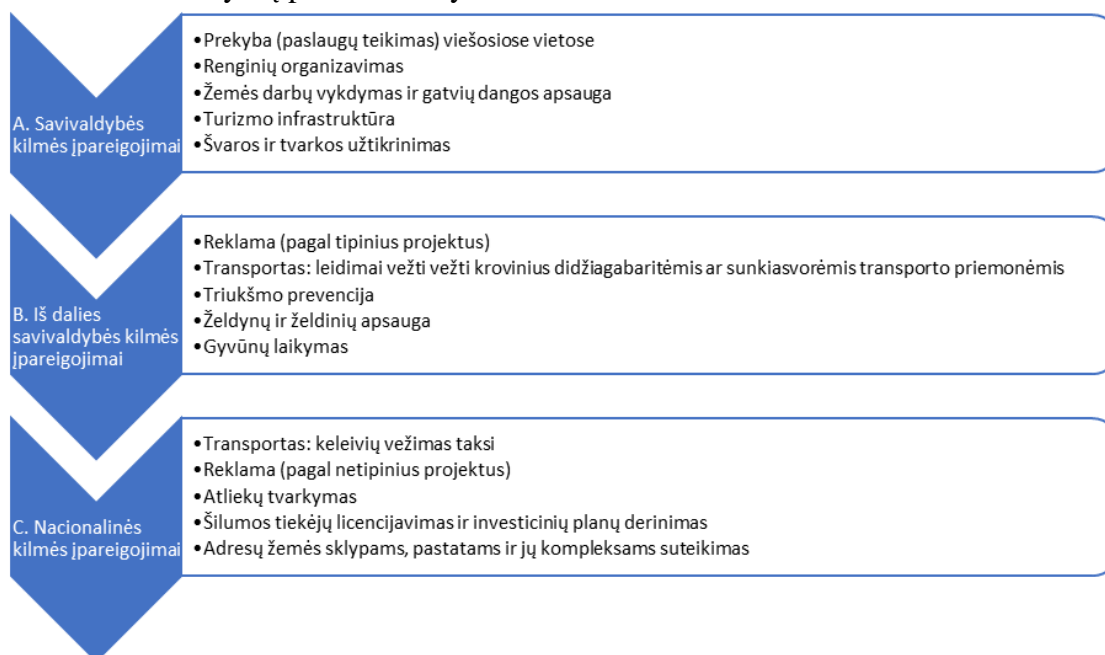 •Prekyba (paslaugų teikimas) viešosiose vietose
•Renginių organizavimas
•Žemės darbų vykdymas ir gatvių dangos apsauga
•Turizmo infrastruktūra
•Švaros ir tvarkos užtikrinimas
A. Savivaldybės
kilmės įpareigojimai
•Reklama (pagal tipinius projektus)
•Transportas: leidimai vežti vežti krovinius didžiagabaritėmis ar sunkiasvorėmis transporto priemonėmis
•Triukšmo prevencija
•Želdynų ir želdinių apsauga
•Gyvūnų laikymas
B. Iš dalies
savivaldybės kilmės
įpareigojimai
•Transportas: keleivių vežimas taksi
•Reklama (pagal netipinius projektus)
•Atliekų tvarkymas
•Šilumos tiekėjų licencijavimas ir investicinių planų derinimas
•Adresų žemės sklypams, pastatams ir jų kompleksams suteikimas
C. Nacionalinės
kilmės įpareigojimai